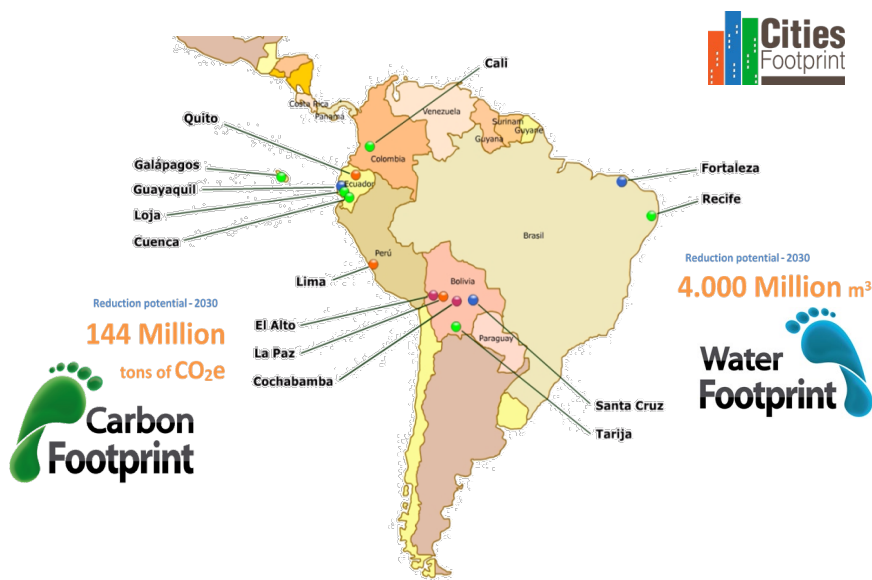 Cities
Footprint
Cali
Costa Rica
Panamá
Venezuela
Surinam
Guyana
Guyane
Quito
Colombia
Galápagos
Fortaleza
Guayaquil
Ecuador
Recife
Loja
Cuenca
Brasil
Perú
Lima
Bolivia
Reduction potential - 2030
4.000 Million m³
Water
Footprint
Reduction potential - 2030
144 Million
tons of CO2e
Carbon
Footprint
El Alto
La Paz
Paraguay
Cochabamba
Santa Cruz
Tarija